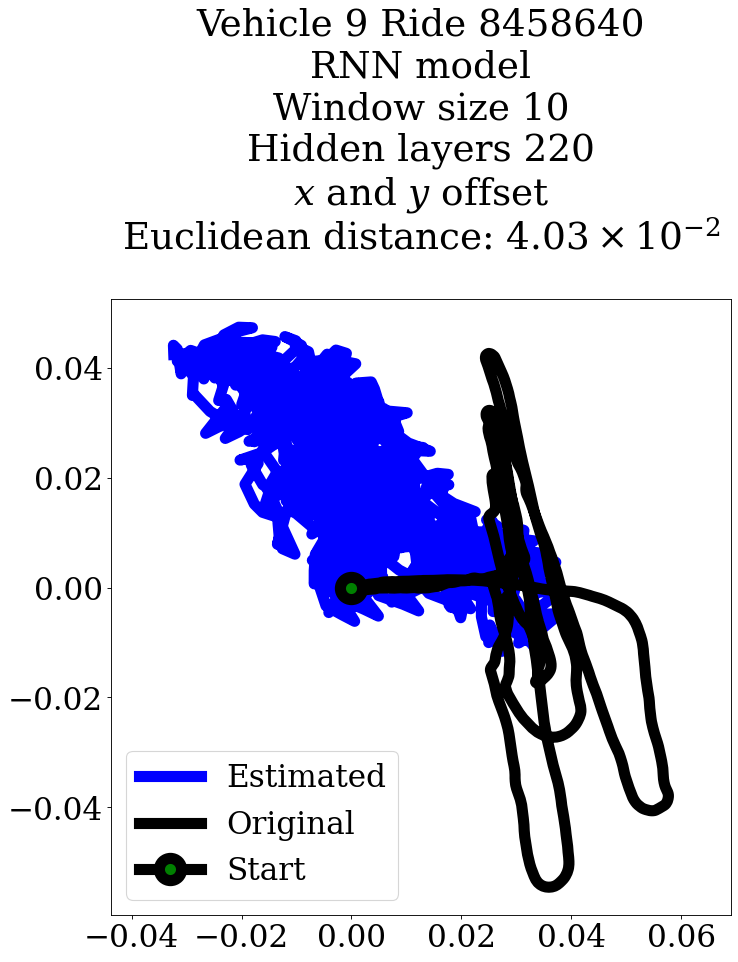 Vehicle 9 Ride 8458640
RNN model
Window size 10
Hidden layers 220
x and y offset
Euclidean distance: 4.03 × 10⁻²
0.04
0.02
0.00
−0.02
−0.04
Estimated
Original
Start
−0.04 −0.02 0.00 0.02 0.04 0.06